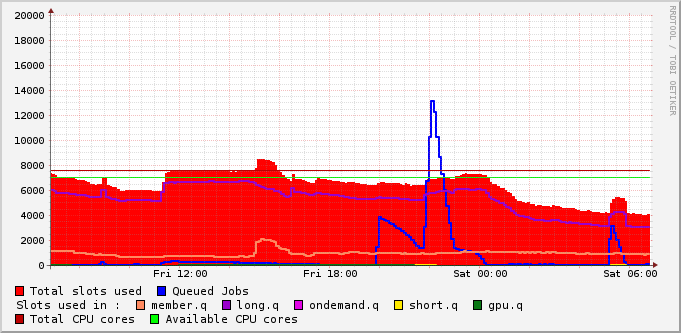 20000
18000
16000
14000
12000
10000
8000
6000
4000
2000
0
Fri 12:00 Fri 18:00 Sat 00:00 Sat 06:00
RRDTOOL / TOBI OETIKER
Total slots used Queued Jobs
Slots used in : member.q long.q ondemand.q short.q gpu.q
Total CPU cores Available CPU cores